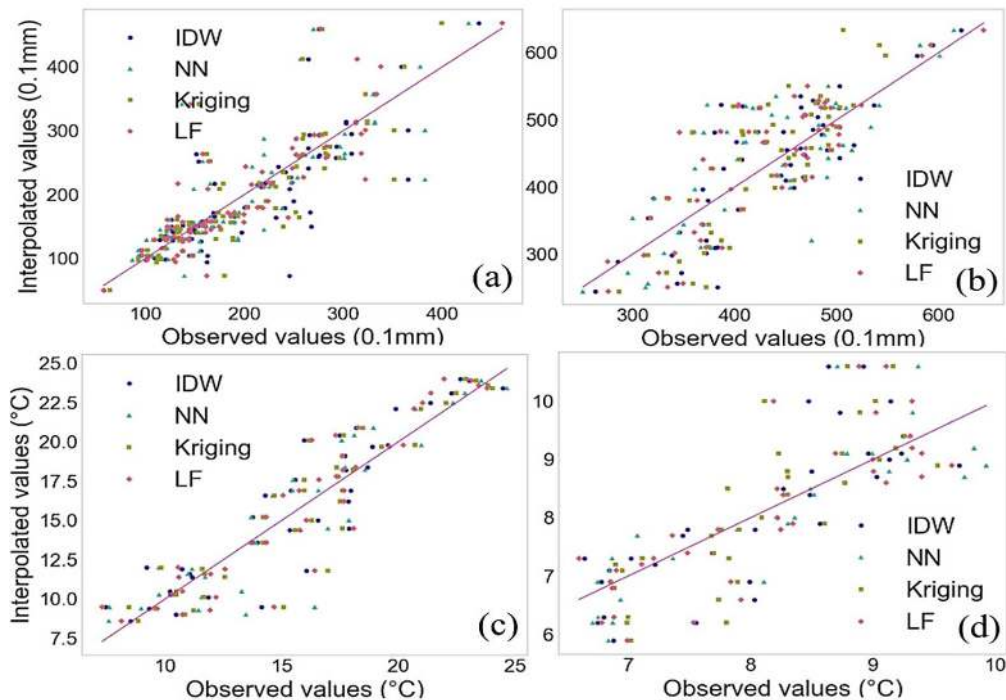 IDW
NN
Kriging
LF
Interpolated values (0.1mm)
400
300
200
100
(a)
100 200 300 400
Observed values (0.1mm)
600
500
400
300
IDW
NN
Kriging
LF
(b)
300 400 500 600
Observed values (0.1mm)
IDW
NN
Kriging
LF
Interpolated values (°C)
25.0
22.5
20.0
17.5
15.0
12.5
10.0
7.5
(c)
10 15 20 25
Observed values (°C)
10
9
8
7
6
IDW
NN
Kriging
LF
(d)
7 8 9 10
Observed values (°C)